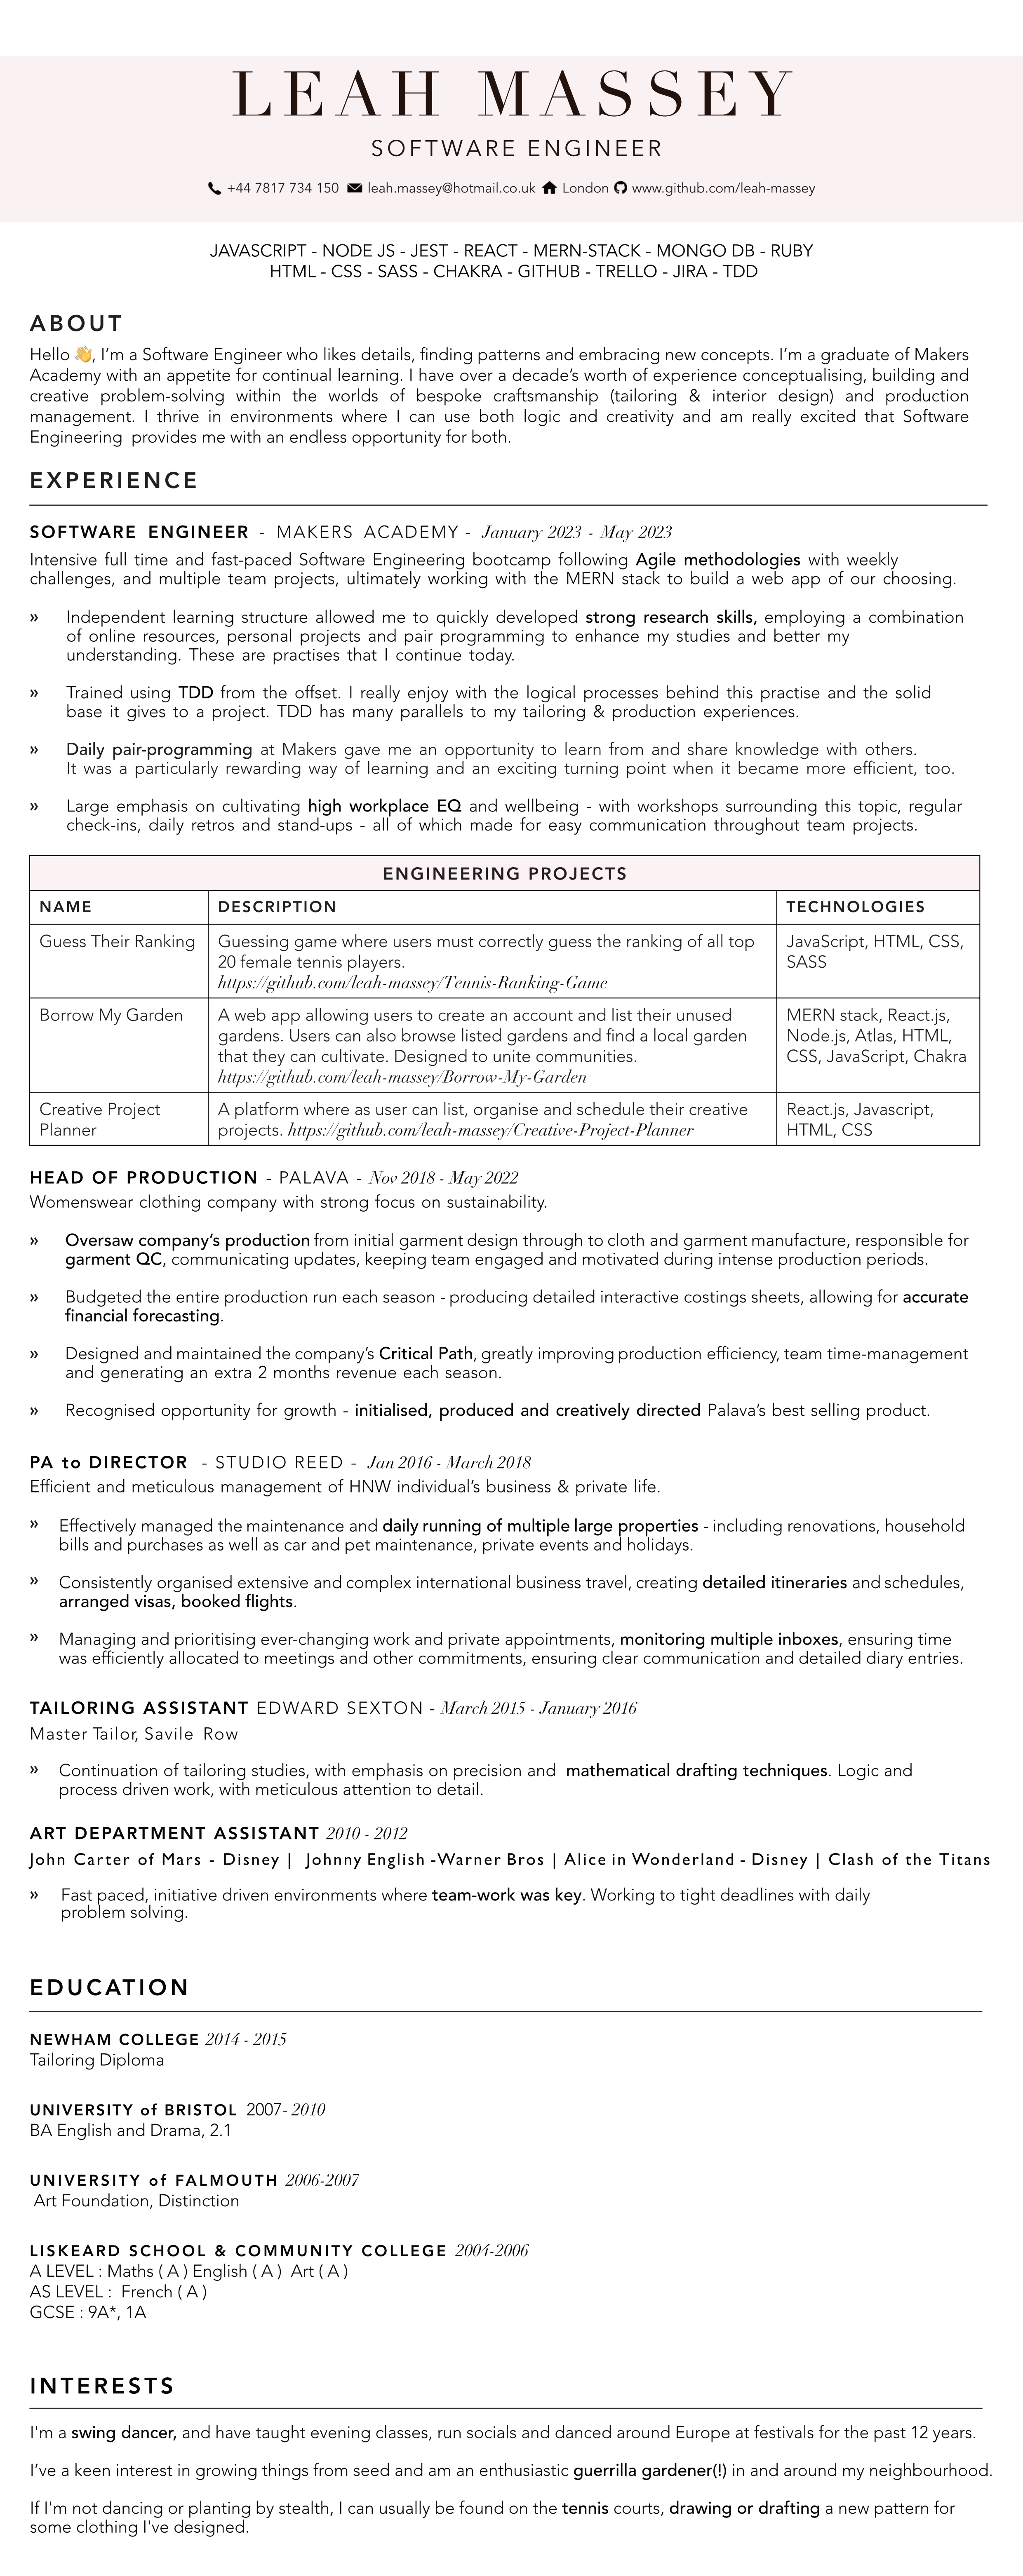 LEAH MASSEY
SOFTWARE ENGINEER
+44 7817 734 150 leah.massey@hotmail.co.uk London www.github.com/leah-massey
JAVASCRIPT - NODE JS - JEST - REACT - MERN-STACK - MONGO DB - RUBY
HTML - CSS - SASS - CHAKRA - GITHUB - TRELLO - JIRA - TDD
ABOUT
Hello 👋, I’m a Software Engineer who likes details, finding patterns and embracing new concepts. I’m a graduate of Makers
Academy with an appetite for continual learning. I have over a decade’s worth of experience conceptualising, building and
creative problem-solving within the worlds of bespoke craftsmanship (tailoring & interior design) and production
management. I thrive in environments where I can use both logic and creativity and am really excited that Software
Engineering provides me with an endless opportunity for both.
EXPERIENCE
SOFTWARE ENGINEER - MAKERS ACADEMY - January 2023 - May 2023
Intensive full time and fast-paced Software Engineering bootcamp following Agile methodologies with weekly
challenges, and multiple team projects, ultimately working with the MERN stack to build a web app of our choosing.
» Independent learning structure allowed me to quickly developed strong research skills, employing a combination
of online resources, personal projects and pair programming to enhance my studies and better my
understanding. These are practises that I continue today.
» Trained using TDD from the offset. I really enjoy with the logical processes behind this practise and the solid
base it gives to a project. TDD has many parallels to my tailoring & production experiences.
» Daily pair-programming at Makers gave me an opportunity to learn from and share knowledge with others.
It was a particularly rewarding way of learning and an exciting turning point when it became more efficient, too.
» Large emphasis on cultivating high workplace EQ and wellbeing - with workshops surrounding this topic, regular
check-ins, daily retros and stand-ups - all of which made for easy communication throughout team projects.
ENGINEERING PROJECTS
NAME DESCRIPTION TECHNOLOGIES
Guess Their Ranking
Guessing game where users must correctly guess the ranking of all top
20 female tennis players.
https://github.com/leah-massey/Tennis-Ranking-Game
JavaScript, HTML, CSS,
SASS
Borrow My Garden
A web app allowing users to create an account and list their unused
gardens. Users can also browse listed gardens and find a local garden
that they can cultivate. Designed to unite communities.
https://github.com/leah-massey/Borrow-My-Garden
MERN stack, React.js,
Node.js, Atlas, HTML,
CSS, JavaScript, Chakra
Creative Project
Planner
A platform where as user can list, organise and schedule their creative
projects. https://github.com/leah-massey/Creative-Project-Planner
React.js, Javascript,
HTML, CSS
HEAD OF PRODUCTION - PALAVA - Nov 2018 - May 2022
Womenswear clothing company with strong focus on sustainability.
» Oversaw company’s production from initial garment design through to cloth and garment manufacture, responsible for
garment QC, communicating updates, keeping team engaged and motivated during intense production periods.
» Budgeted the entire production run each season - producing detailed interactive costings sheets, allowing for accurate
financial forecasting.
» Designed and maintained the company’s Critical Path, greatly improving production efficiency, team time-management
and generating an extra 2 months revenue each season.
» Recognised opportunity for growth - initialised, produced and creatively directed Palava’s best selling product.
PA to DIRECTOR - STUDIO REED - Jan 2016 - March 2018
Efficient and meticulous management of HNW individual’s business & private life.
» Effectively managed the maintenance and daily running of multiple large properties - including renovations, household
bills and purchases as well as car and pet maintenance, private events and holidays.
» Consistently organised extensive and complex international business travel, creating detailed itineraries and schedules,
arranged visas, booked flights.
» Managing and prioritising ever-changing work and private appointments, monitoring multiple inboxes, ensuring time
was efficiently allocated to meetings and other commitments, ensuring clear communication and detailed diary entries.
TAILORING ASSISTANT EDWARD SEXTON - March 2015 - January 2016
Master Tailor, Savile Row
» Continuation of tailoring studies, with emphasis on precision and mathematical drafting techniques. Logic and
process driven work, with meticulous attention to detail.
ART DEPARTMENT ASSISTANT 2010 - 2012
John Carter of Mars - Disney | Johnny English -Warner Bros | Alice in Wonderland - Disney | Clash of the Titans
» Fast paced, initiative driven environments where team-work was key. Working to tight deadlines with daily
problem solving.
EDUCATION
NEWHAM COLLEGE 2014 - 2015
Tailoring Diploma
UNIVERSITY of BRISTOL 2007- 2010
BA English and Drama, 2.1
UNIVERSITY of FALMOUTH 2006-2007
Art Foundation, Distinction
LISKEARD SCHOOL & COMMUNITY COLLEGE 2004-2006
A LEVEL : Maths ( A ) English ( A ) Art ( A )
AS LEVEL : French ( A )
GCSE : 9A*, 1A
INTERESTS
I'm a swing dancer, and have taught evening classes, run socials and danced around Europe at festivals for the past 12 years.
I’ve a keen interest in growing things from seed and am an enthusiastic guerrilla gardener(!) in and around my neighbourhood.
If I'm not dancing or planting by stealth, I can usually be found on the tennis courts, drawing or drafting a new pattern for
some clothing I've designed.